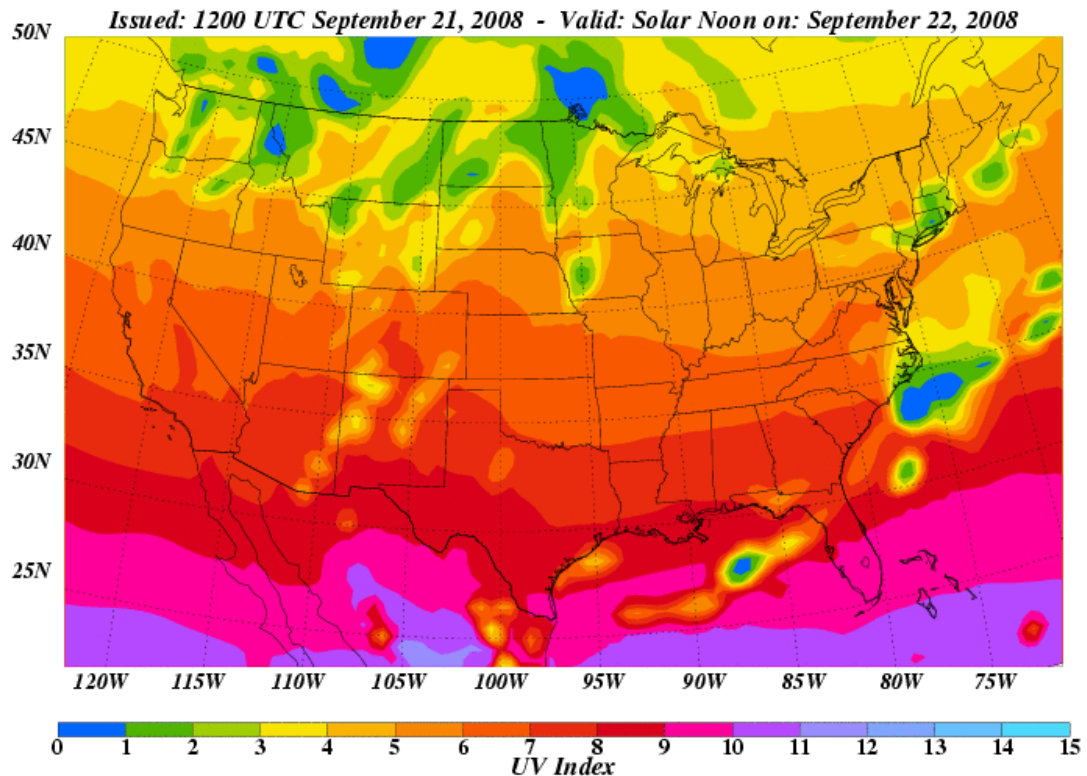 Issued: 1200 UTC September 21, 2008 - Valid: Solar Noon on: September 22, 2008
50N
45N
40N
35N
30N
25N
120W 115W 110W 105W 100W 95W 90W 85W 80W 75W
0 1 2 3 4 5 6 7 8 9 10 11 12 13 14 15
UV Index